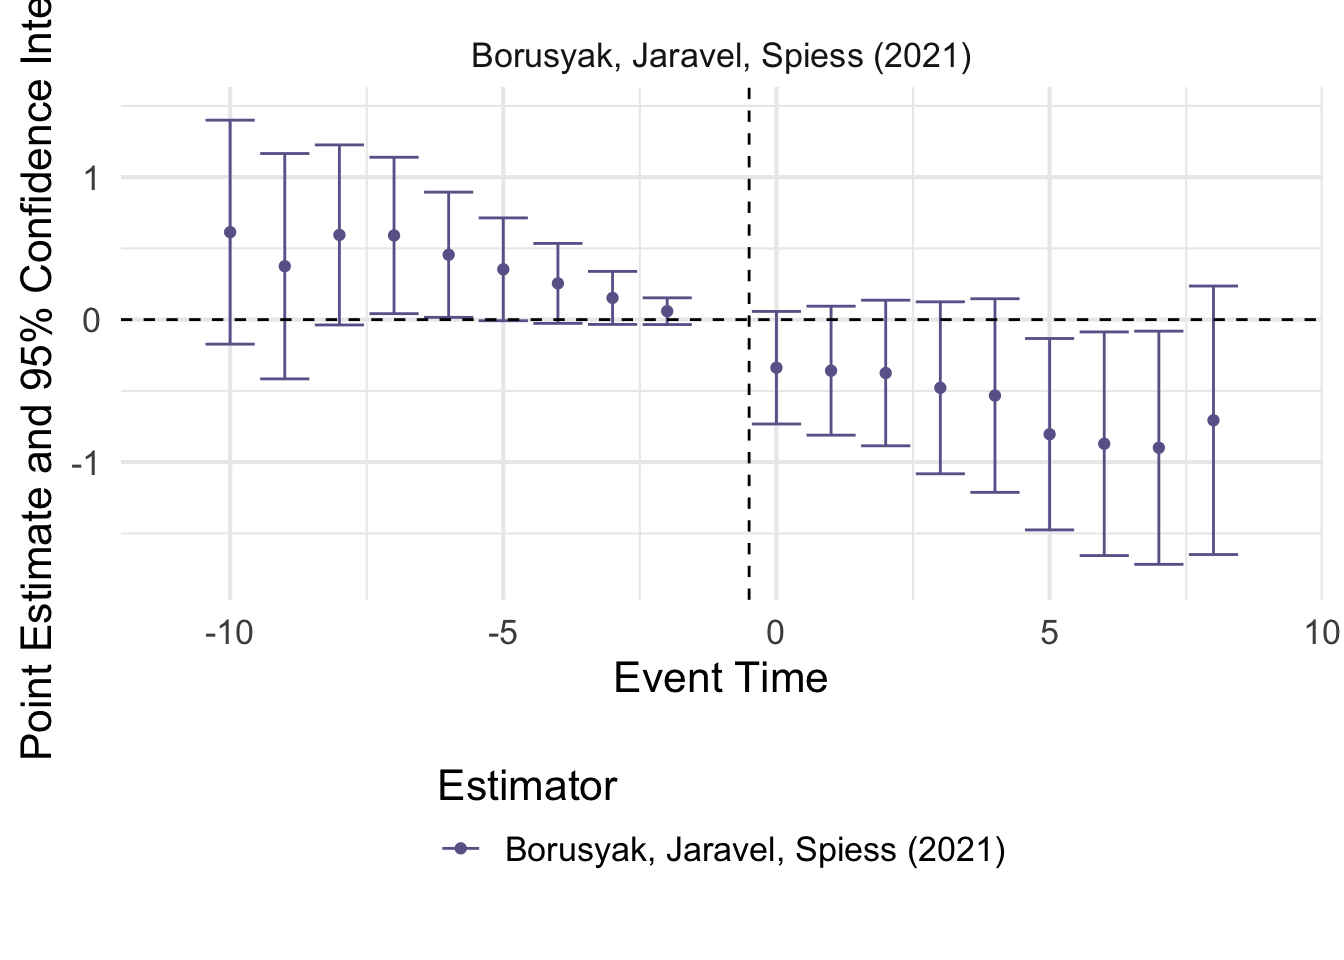 Borusyak, Jaravel, Spiess (2021)
Point Estimate and 95% Confidence Inte
1
0
-1
-10
-5
0
5
10
Event Time
Estimator
Borusyak, Jaravel, Spiess (2021)